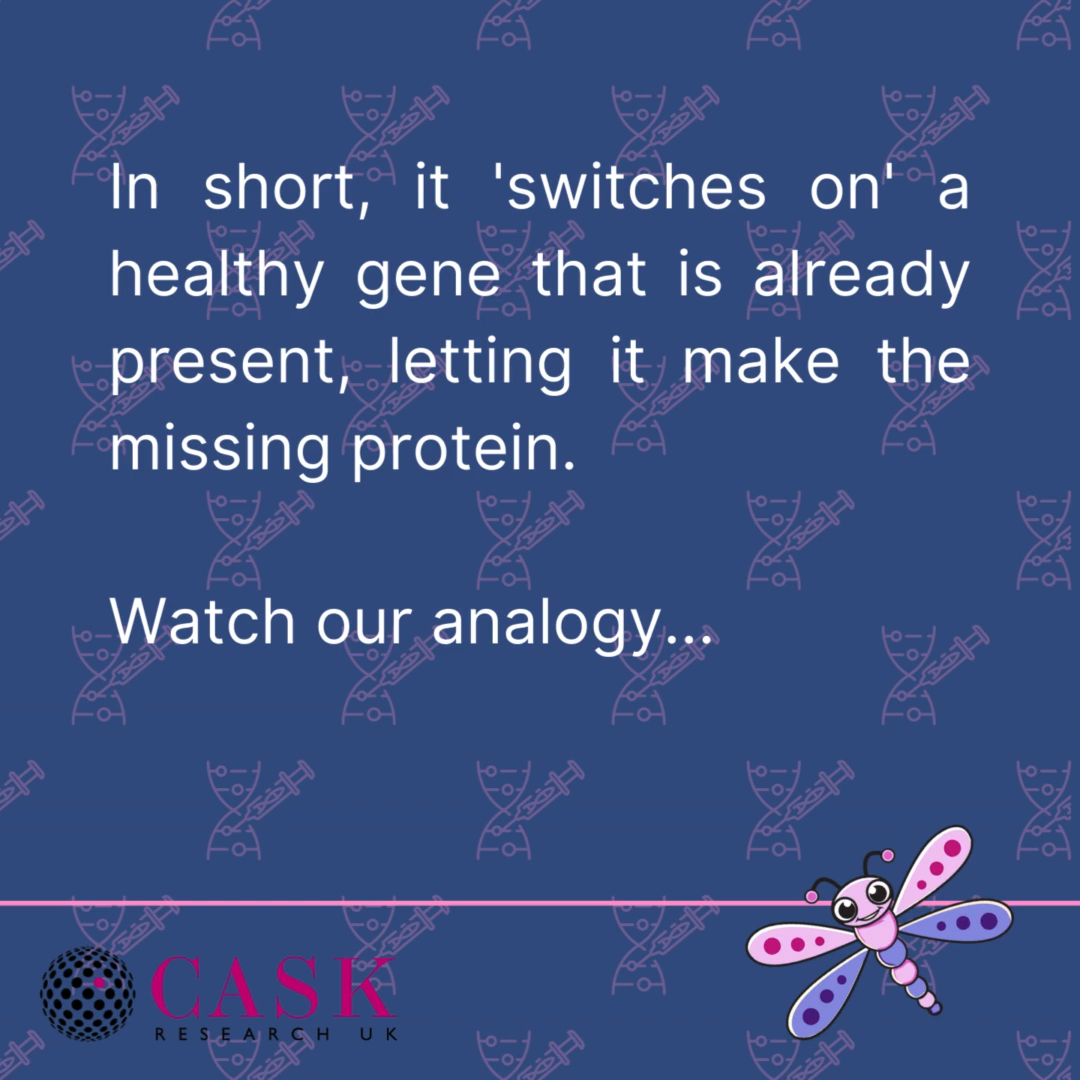 In short, it 'switches on' a
healthy gene that is already
present, letting it make the
missing protein.
Watch our analogy...
CASK
RESEARCH UK